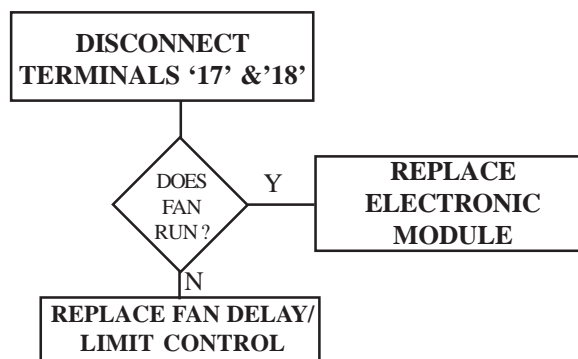 DISCONNECT
TERMINALS ‘17’ &’18’
DOES
FAN
RUN ?
Y
REPLACE
ELECTRONIC
MODULE
N
REPLACE FAN DELAY/
LIMIT CONTROL